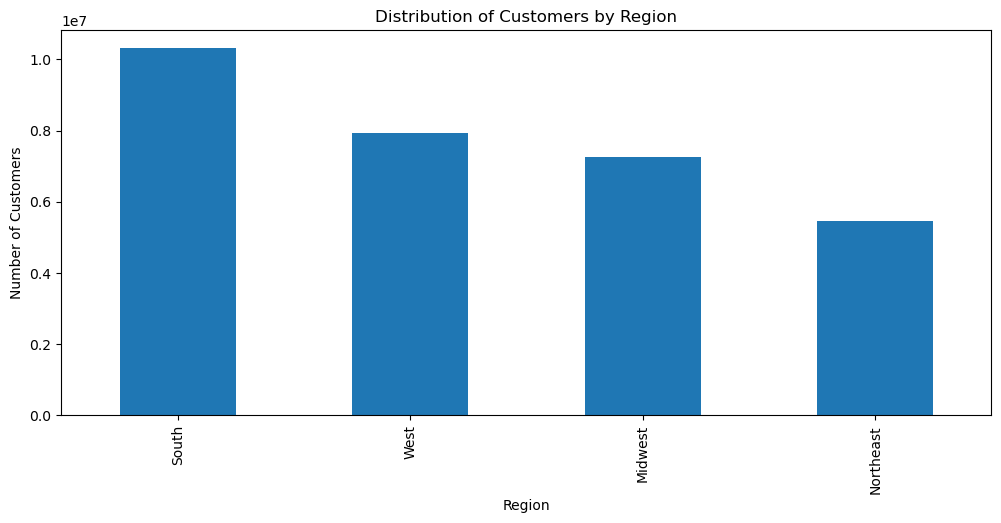 Distribution of Customers by Region
1e7
1.0
0.8
0.6
0.4
0.2
0.0
Number of Customers
South
West
Midwest
Northeast
Region